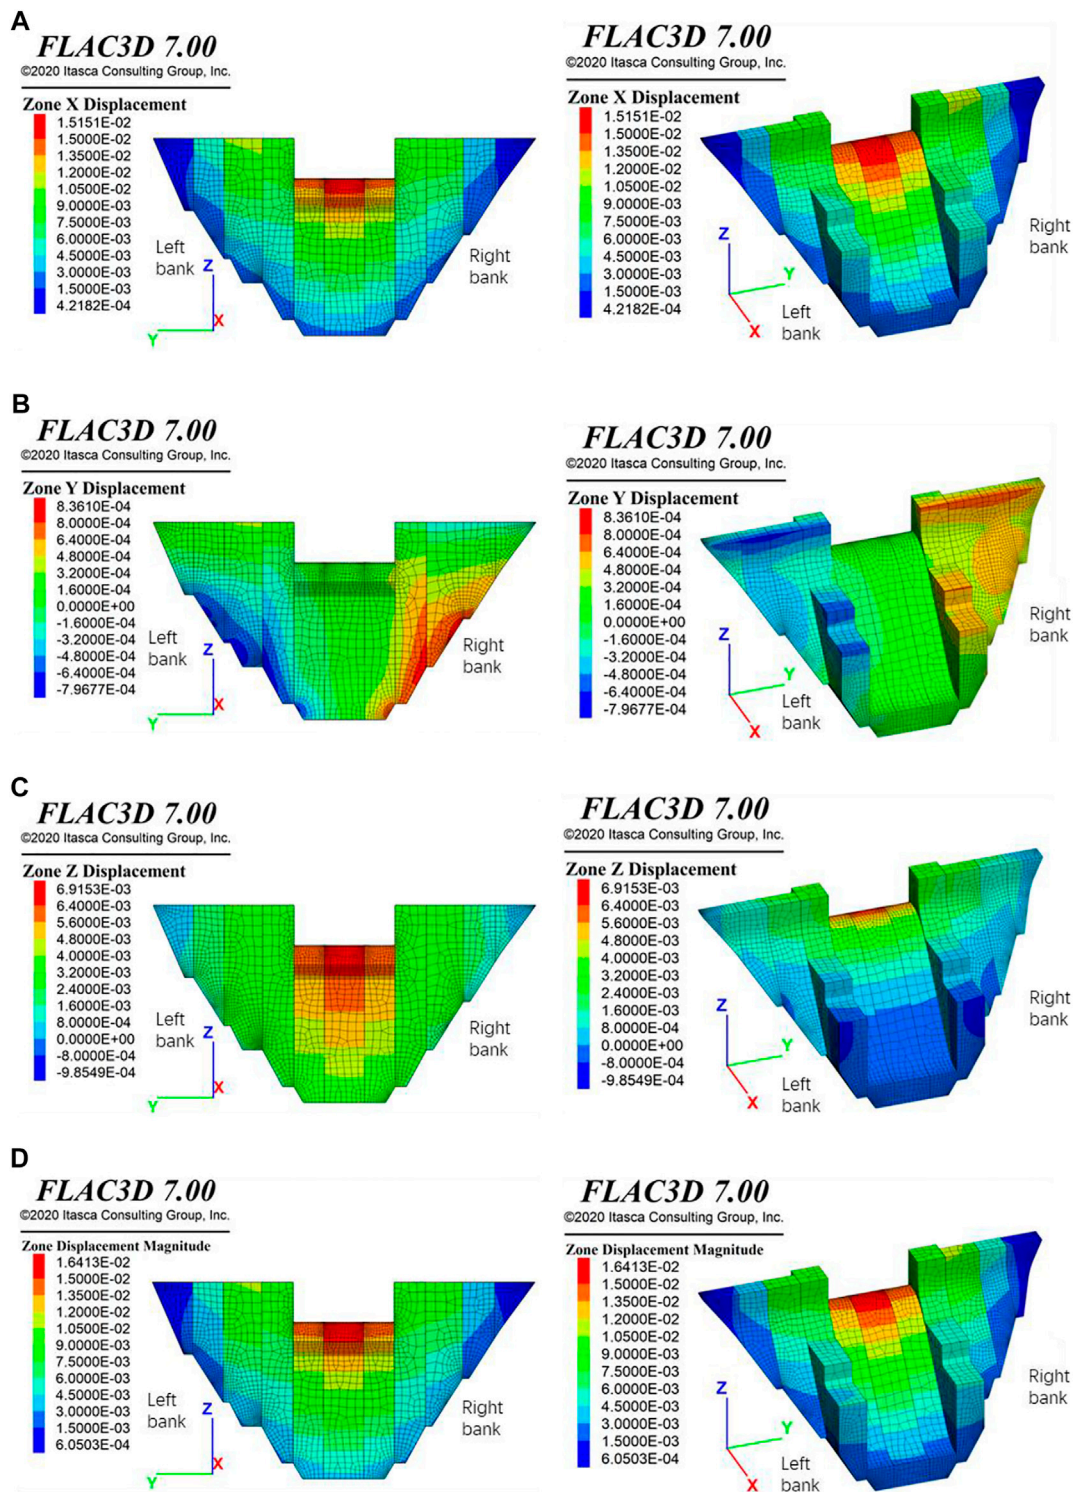 A
FLAC3D 7.00
©2020 Itasca Consulting Group, Inc.
Zone X Displacement
1.5151E-02
1.5000E-02
1.3500E-02
1.2000E-02
1.0500E-02
9.0000E-03
7.5000E-03
6.0000E-03
4.5000E-03
3.0000E-03
1.5000E-03
4.2182E-04
Left
bank
Right
bank
Z
X
Y
FLAC3D 7.00
©2020 Itasca Consulting Group, Inc.
Zone X Displacement
1.5151E-02
1.5000E-02
1.3500E-02
1.2000E-02
1.0500E-02
9.0000E-03
7.5000E-03
6.0000E-03
4.5000E-03
3.0000E-03
1.5000E-03
4.2182E-04
Right
bank
Z
Y
X
Left
bank
B
FLAC3D 7.00
©2020 Itasca Consulting Group, Inc.
Zone Y Displacement
8.3610E-04
8.0000E-04
6.4000E-04
4.8000E-04
3.2000E-04
1.6000E-04
0.0000E+00
-1.6000E-04
-3.2000E-04
-4.8000E-04
-6.4000E-04
-7.9677E-04
Left
bank
Right
bank
Z
X
Y
FLAC3D 7.00
©2020 Itasca Consulting Group, Inc.
Zone Y Displacement
8.3610E-04
8.0000E-04
6.4000E-04
4.8000E-04
3.2000E-04
1.6000E-04
0.0000E+00
-1.6000E-04
-3.2000E-04
-4.8000E-04
-6.4000E-04
-7.9677E-04
Right
bank
Z
Y
X
Left
bank
C
FLAC3D 7.00
©2020 Itasca Consulting Group, Inc.
Zone Z Displacement
6.9153E-03
6.4000E-03
5.6000E-03
4.8000E-03
4.0000E-03
3.2000E-03
2.4000E-03
1.6000E-03
8.0000E-04
0.0000E+00
-8.0000E-04
-9.8549E-04
Left
bank
Right
bank
Z
X
Y
FLAC3D 7.00
©2020 Itasca Consulting Group, Inc.
Zone Z Displacement
6.9153E-03
6.4000E-03
5.6000E-03
4.8000E-03
4.0000E-03
3.2000E-03
2.4000E-03
1.6000E-03
8.0000E-04
0.0000E+00
-8.0000E-04
-9.8549E-04
Right
bank
Z
Y
X
Left
bank
D
FLAC3D 7.00
©2020 Itasca Consulting Group, Inc.
Zone Displacement Magnitude
1.6413E-02
1.5000E-02
1.3500E-02
1.2000E-02
1.0500E-02
9.0000E-03
7.5000E-03
6.0000E-03
4.5000E-03
3.0000E-03
1.5000E-03
6.0503E-04
Left
bank
Right
bank
Z
X
Y
FLAC3D 7.00
©2020 Itasca Consulting Group, Inc.
Zone Displacement Magnitude
1.6413E-02
1.5000E-02
1.3500E-02
1.2000E-02
1.0500E-02
9.0000E-03
7.5000E-03
6.0000E-03
4.5000E-03
3.0000E-03
1.5000E-03
6.0503E-04
Right
bank
Z
Y
X
Left
bank